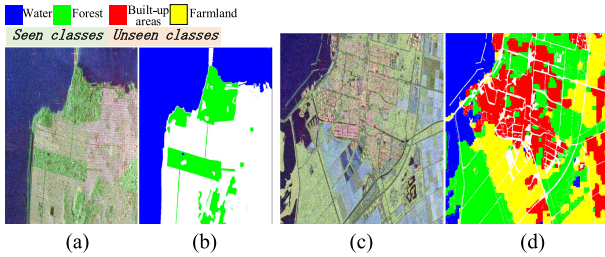 Water Forest Built-up areas Farmland
Seen classes Unseen classes
(a) (b) (c) (d)